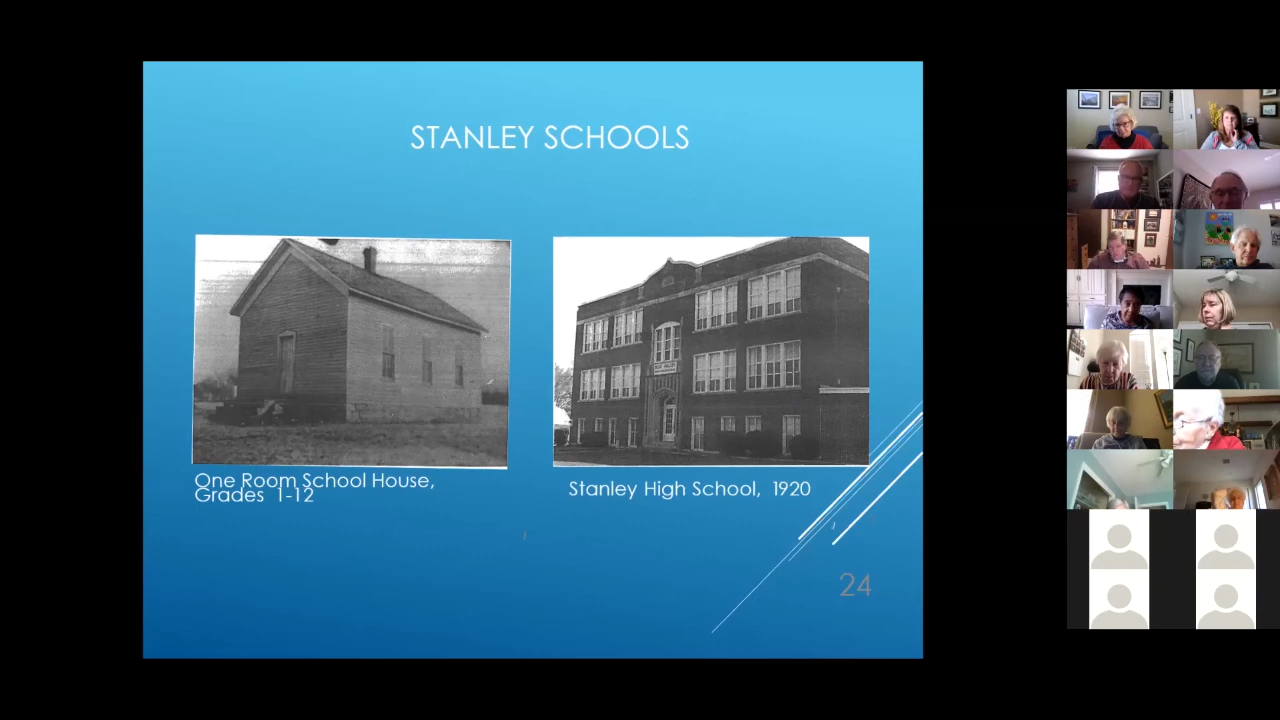 STANLEY SCHOOLS
One Room School House,
Grades 1-12
Stanley High School, 1920
24